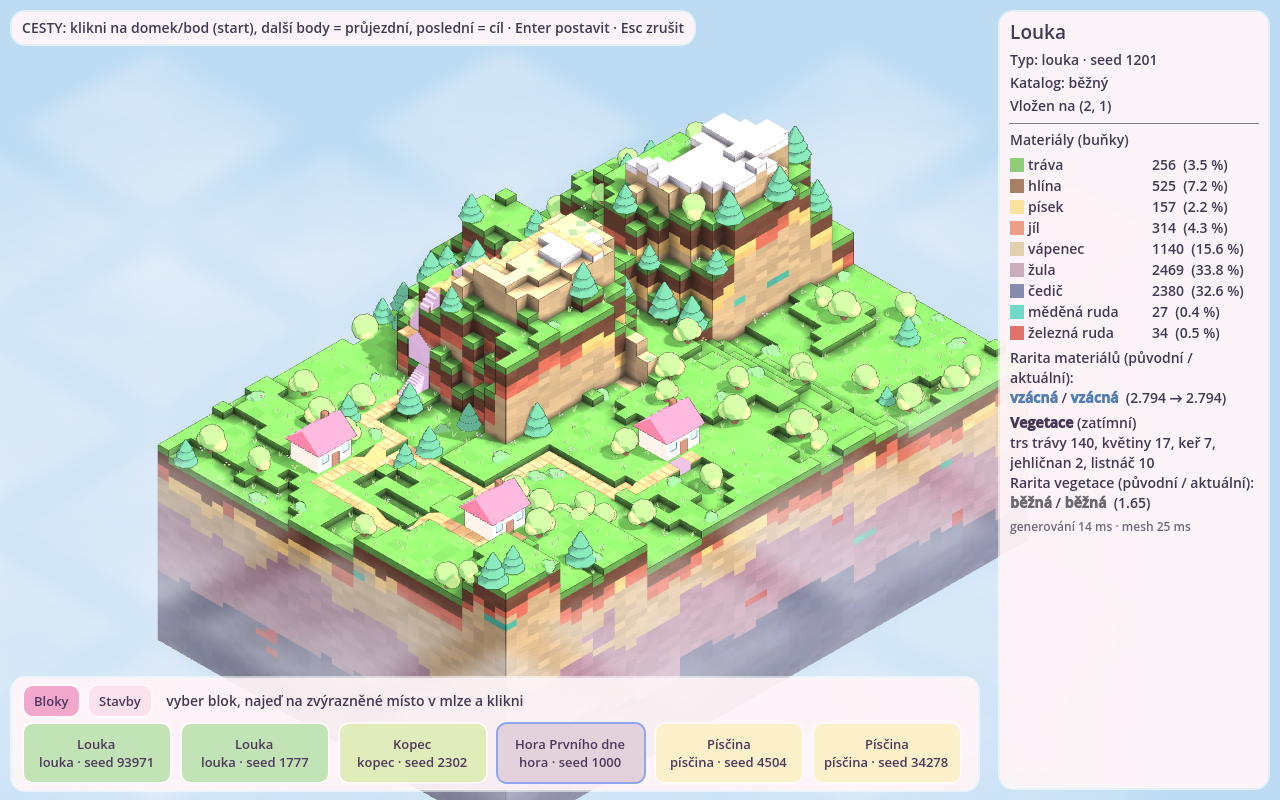 CESTY: klikni na domek/bod (start), další body = průjezdní, poslední = cíl · Enter postavit · Esc zrušit
Louka
Typ: louka · seed 1201
Katalog: běžný
Vložen na (2, 1)
Materiály (buňky)
tráva 256 (3.5 %)
hlína 525 (7.2 %)
písek 157 (2.2 %)
jíl 314 (4.3 %)
vápenec 1140 (15.6 %)
žula 2469 (33.8 %)
čedič 2380 (32.6 %)
měděná ruda 27 (0.4 %)
železná ruda 34 (0.5 %)
Rarita materiálů (původní /
aktuální):
vzácná / vzácná (2.794 → 2.794)
Vegetace (zatímní)
trs trávy 140, květiny 17, keř 7,
jehličnan 2, listnáč 10
Rarita vegetace (původní / aktuální):
běžná / běžná (1.65)
generování 14 ms · mesh 25 ms
Bloky Stavby vyber blok, najeď na zvýrazněné místo v mlze a klikni
Louka
louka · seed 93971
Louka
louka · seed 1777
Kopec
kopec · seed 2302
Hora Prvního dne
hora · seed 1000
Písčina
písčina · seed 4504
Písčina
písčina · seed 34278